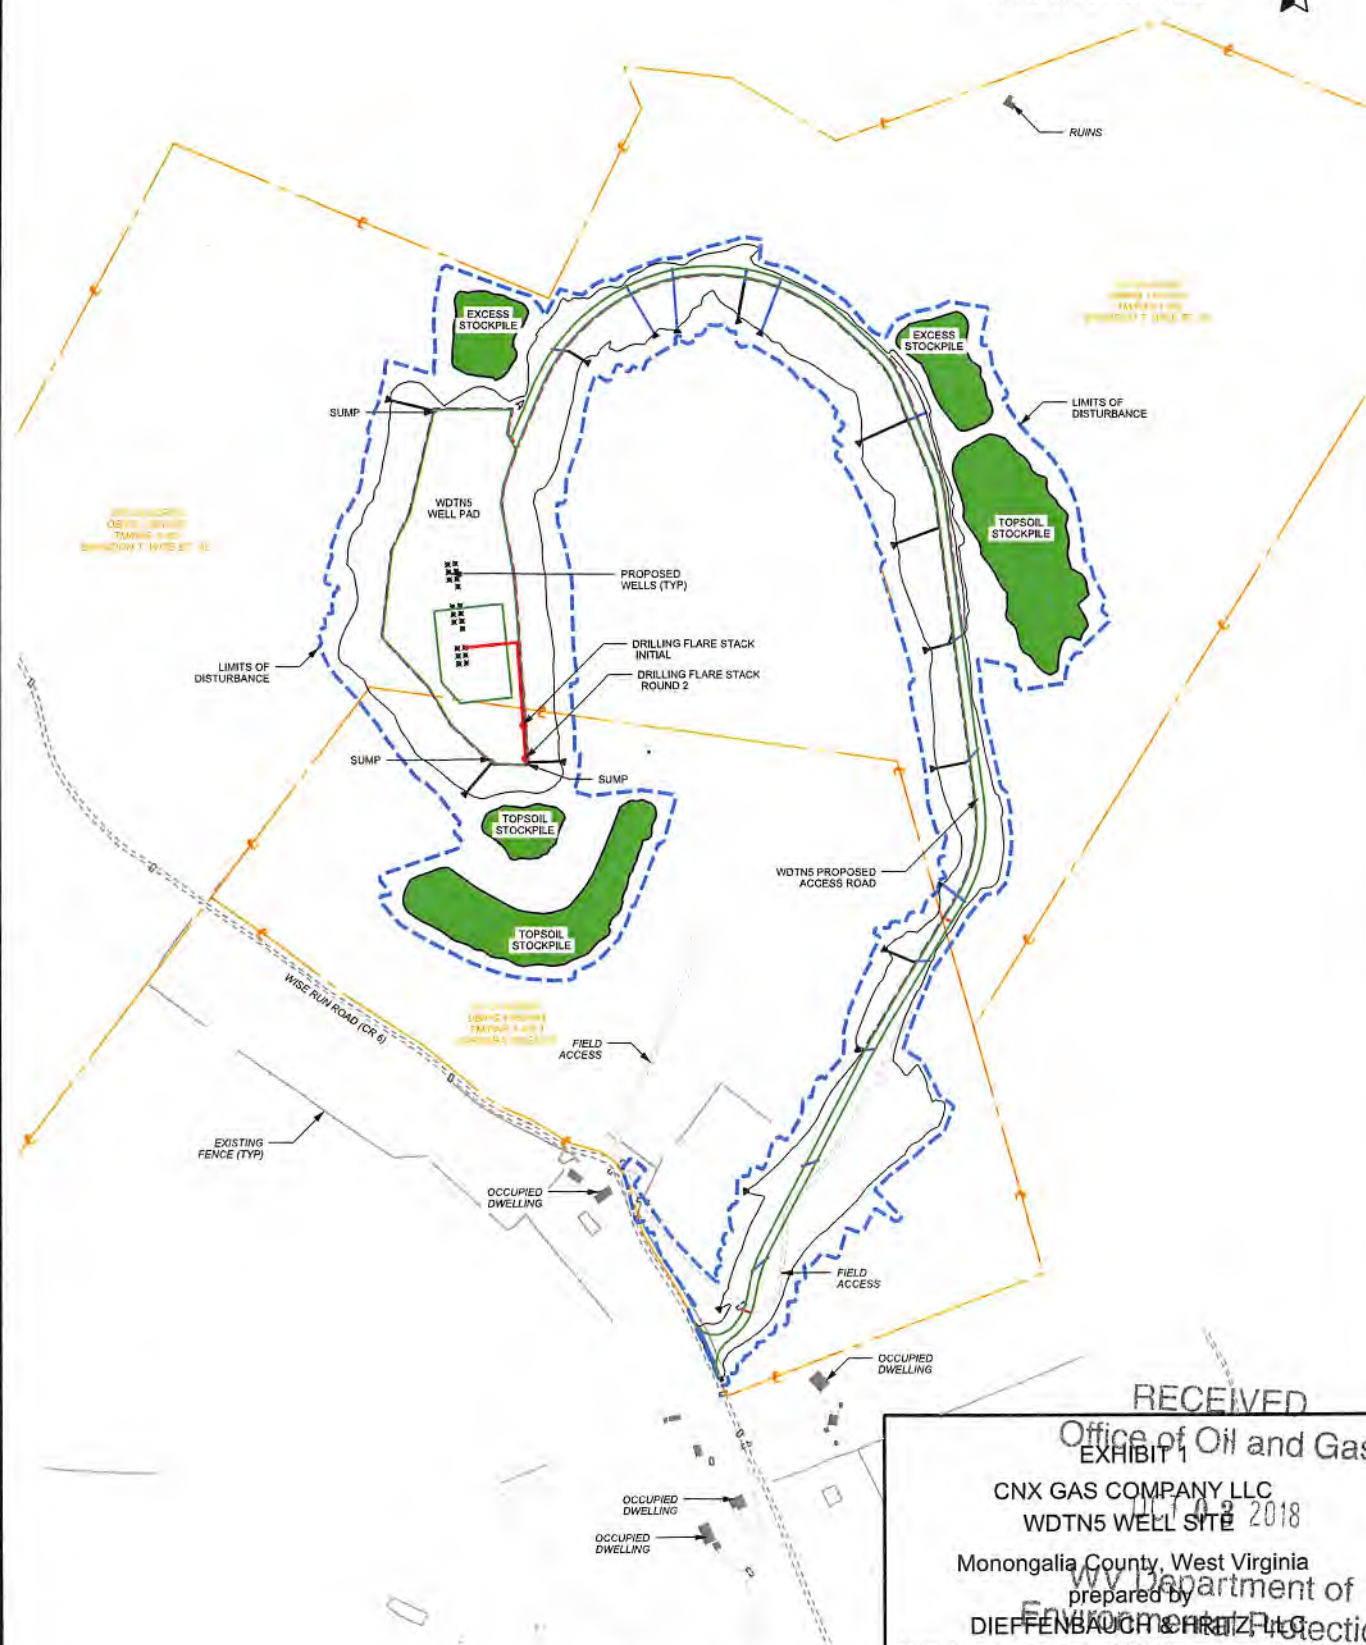 RUINS
EXCESS
STOCKPILE
EXCESS
STOCKPILE
SUMP
LIMITS OF
DISTURBANCE
WDTN5
WELL PAD
TOPSOIL
STOCKPILE
PROPOSED
WELLS (TYP)
DRILLING FLARE STACK
INITIAL
LIMITS OF
DISTURBANCE
DRILLING FLARE STACK
ROUND 2
SUMP
SUMP
TOPSOIL
STOCKPILE
WDTN5 PROPOSED
ACCESS ROAD
TOPSOIL
STOCKPILE
WISE RUN ROAD (CR 6)
FIELD
ACCESS
EXISTING
FENCE (TYP)
OCCUPIED
DWELLING
FIELD
ACCESS
OCCUPIED
DWELLING
OCCUPIED
DWELLING
OCCUPIED
DWELLING
RECEIVED
Office of Oil and Gas
EXHIBIT 1
CNX GAS COMPANY LLC
OCT 03 2018
WDTN5 WELL SITE
Monongalia County, West Virginia
WV Department of
prepared by
Environmental Protectio
DIEFFENBAUCH & HRITZ, LLC